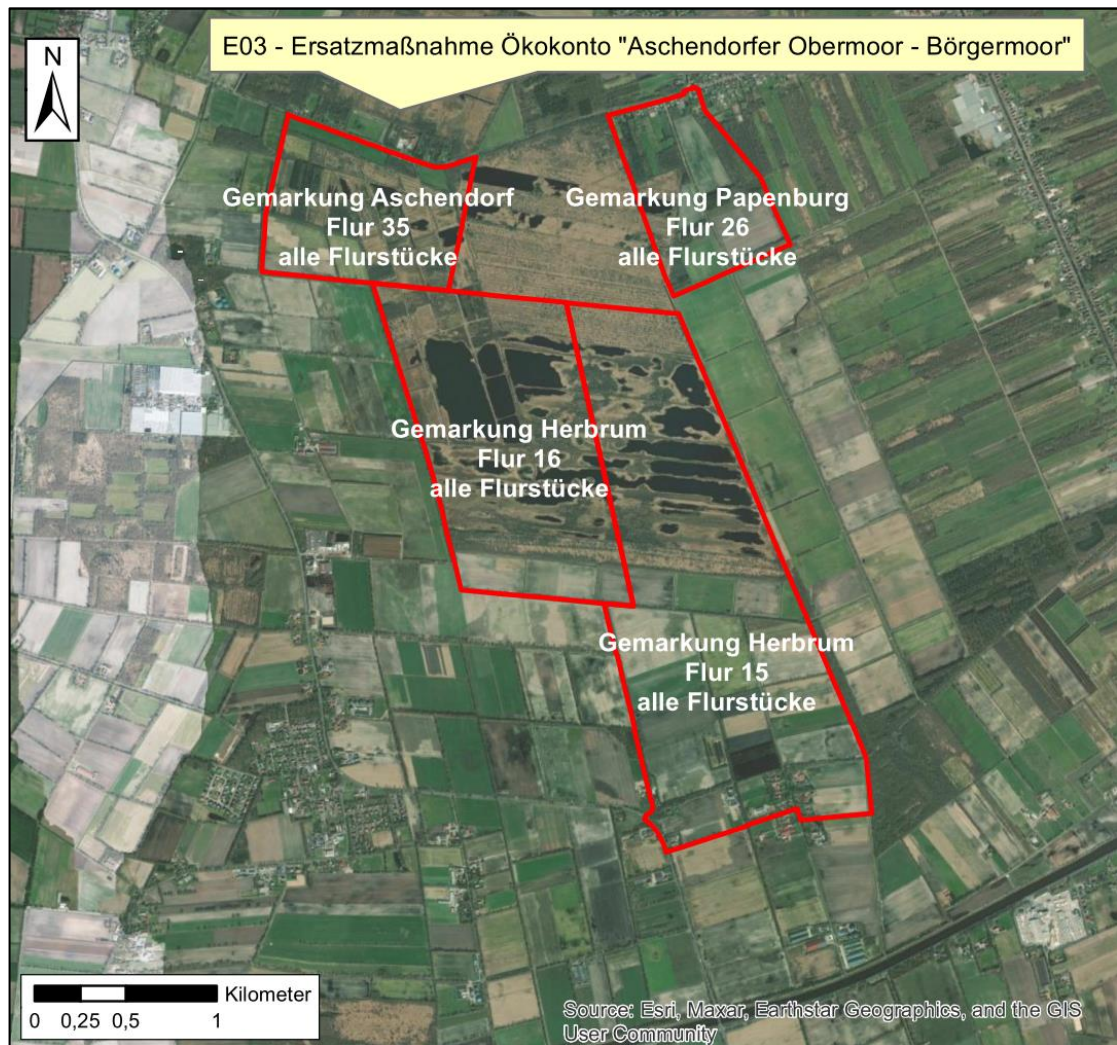 E03 - Ersatzmaßnahme Ökokonto "Aschendorfer Obermoor - Börgermoor"
N
Gemarkung Aschendorf
Flur 35
alle Flurstücke
Gemarkung Papenburg
Flur 26
alle Flurstücke
Gemarkung Herbrum
Flur 16
alle Flurstücke
Gemarkung Herbrum
Flur 15
alle Flurstücke
Kilometer
0 0,25 0,5 1
Source: Esri, Maxar, Earthstar Geographics, and the GIS
User Community